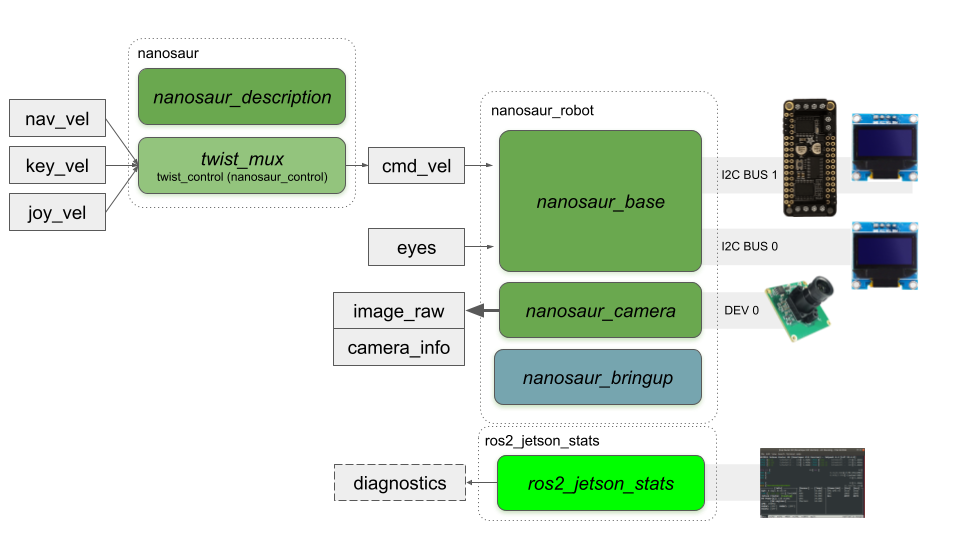 nanosaur
nanosaur_description
nav_vel
key_vel
joy_vel
twist_mux
twist_control (nanosaur_control)
cmd_vel
eyes
image_raw
camera_info
nanosaur_robot
nanosaur_base
nanosaur_camera
nanosaur_bringup
I2C BUS 1
I2C BUS 0
DEV 0
ros2_jetson_stats
ros2_jetson_stats
diagnostics